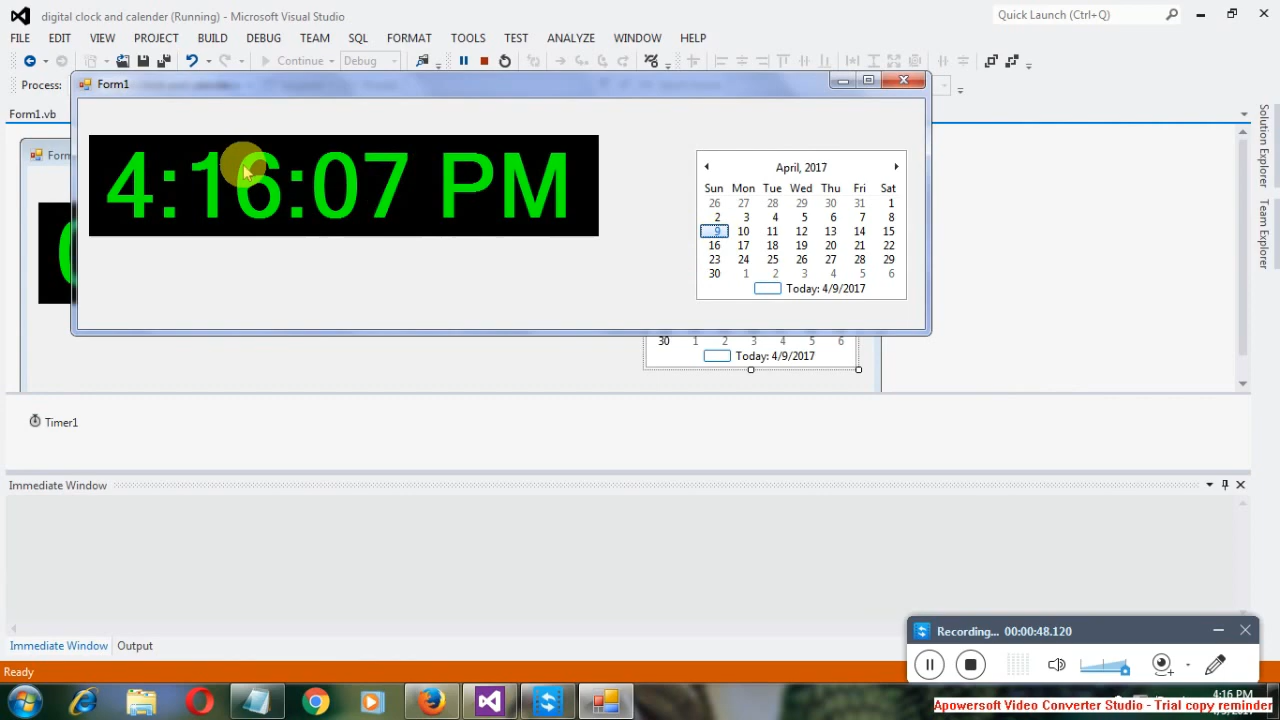 digital clock and calender (Running) - Microsoft Visual Studio
Quick Launch (Ctrl+Q)
FILE EDIT VIEW PROJECT BUILD DEBUG TEAM SQL FORMAT TOOLS TEST ANALYZE WINDOW HELP
Continue Debug
Process:
Form1
Form1.vb
Form
4:16:07 PM
April, 2017
Sun Mon Tue Wed Thu Fri Sat
26 27 28 29 30 31 1
2 3 4 5 6 7 8
9 10 11 12 13 14 15
16 17 18 19 20 21 22
23 24 25 26 27 28 29
30 1 2 3 4 5 6
Today: 4/9/2017
30 1 2 3 4 5 6
Today: 4/9/2017
Solution Explorer
Team Explorer
Timer1
Immediate Window
Immediate Window Output
Recording... 00:00:48.120
Ready
4:16 PM
Apowersoft Video Converter Studio - Trial copy reminder